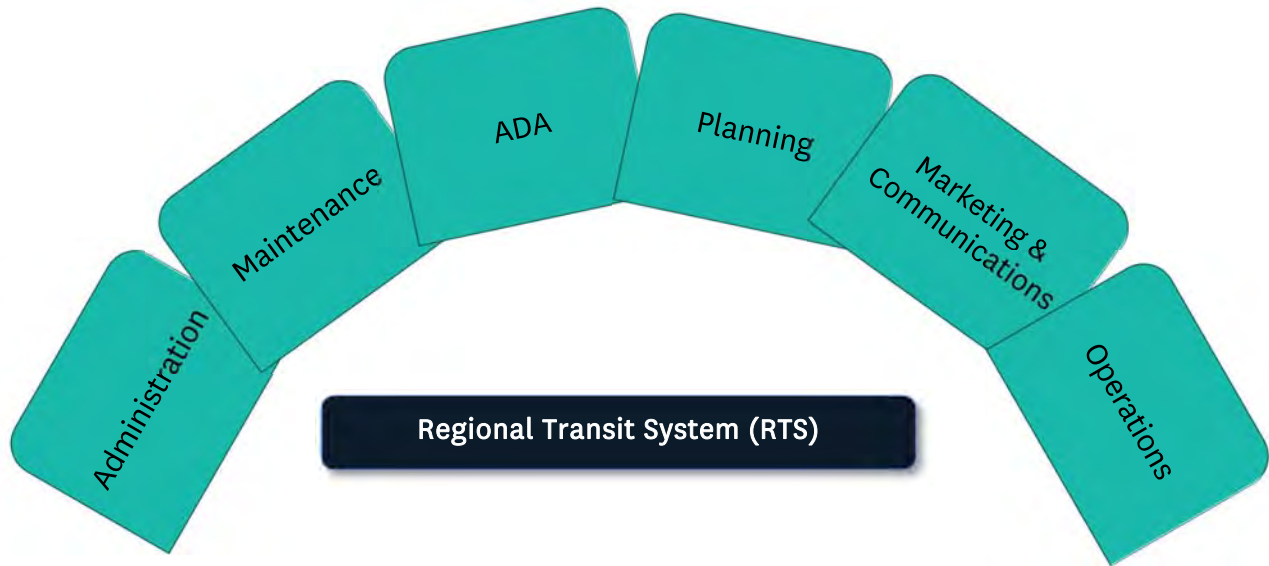 Administration
Maintenance
ADA
Planning
Marketing &
Communications
Operations
Regional Transit System (RTS)